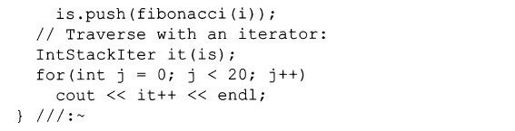 is.push(fibonacci(i));
  // Traverse with an iterator:
  IntStackIter it(is);
  for(int j = 0; j < 20; j++)
    cout << it++ << endl;
} ///:~